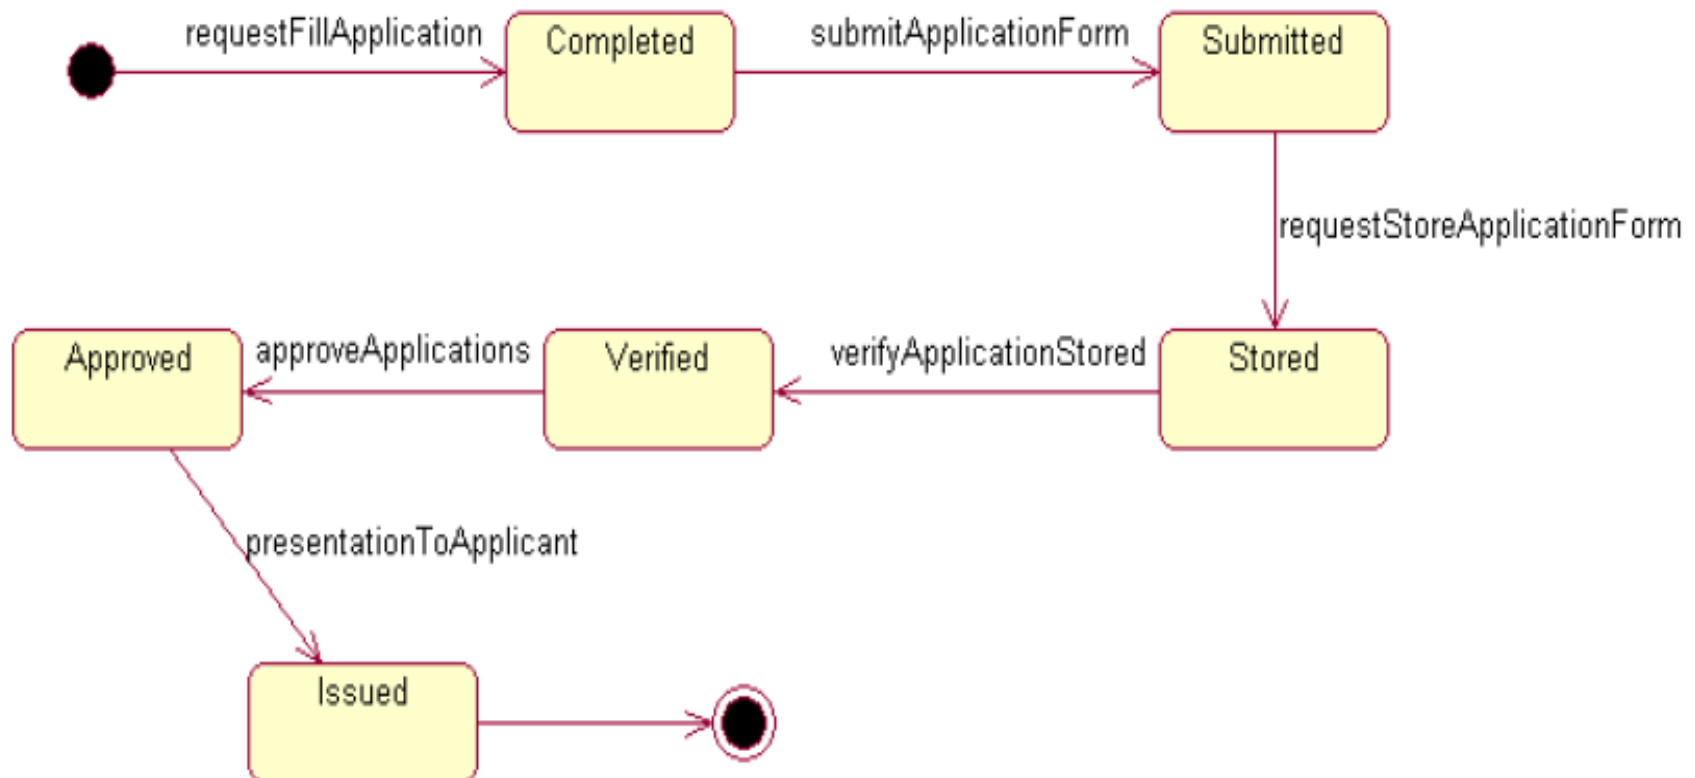 requestFillApplication
Completed
submitApplicationForm
Submitted
requestStoreApplicationForm
Approved
approveApplications
Verified
verifyApplicationStored
Stored
presentationToApplicant
Issued